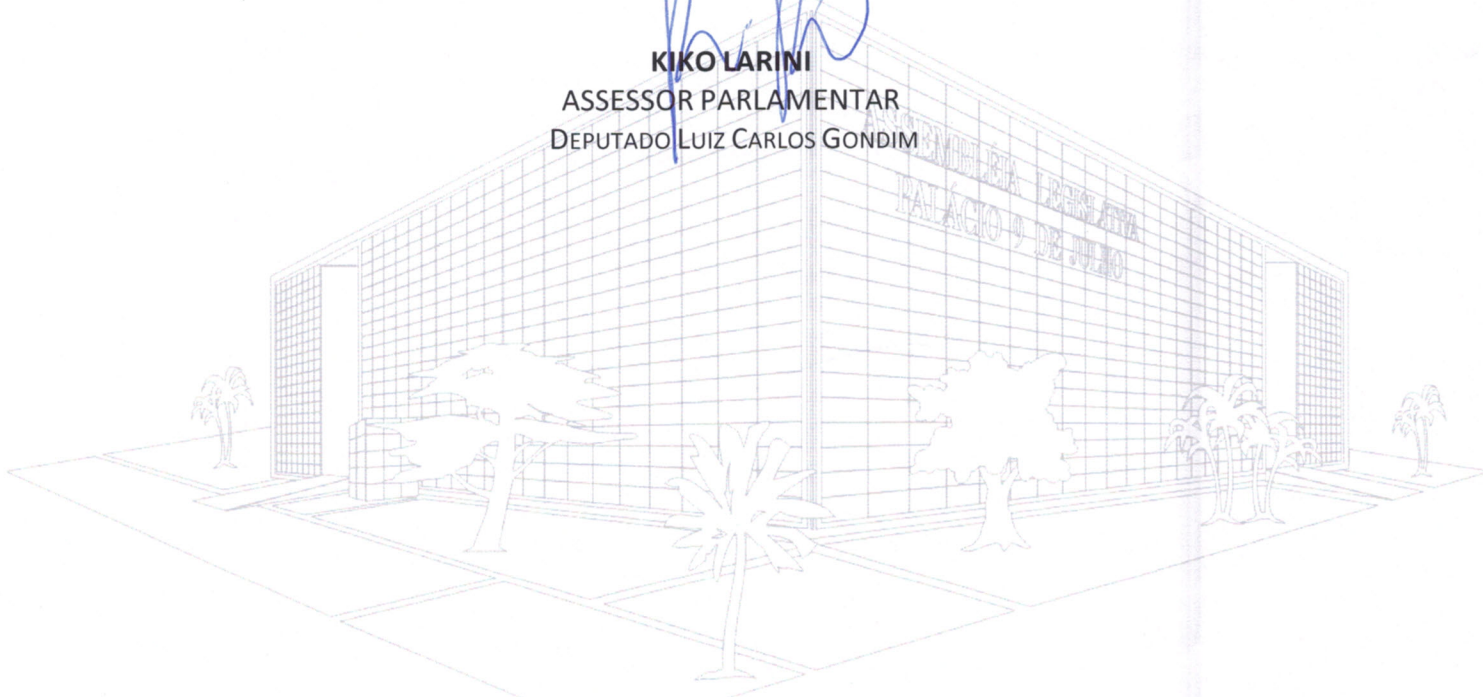 KIKO LARINI
ASSESSOR PARLAMENTAR
DEPUTADO LUIZ CARLOS GONDIM
ASSEMBLÉIA LEGISLATIVA
PALÁCIO 9 DE JULHO